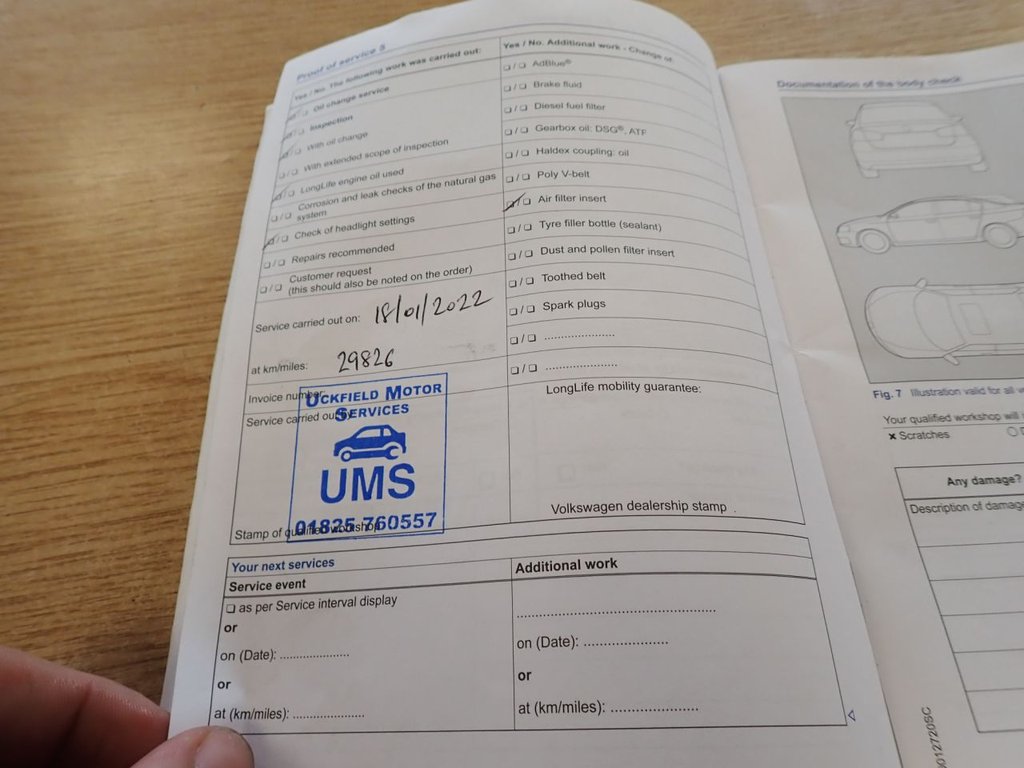 Proof of service 5
Yes / No. The following work was carried out:
Oil change service
Inspection
With oil change
With extended scope of inspection
LongLife engine oil used
Corrosion and leak checks of the natural gas
system
Check of headlight settings
Repairs recommended
Customer request
(this should also be noted on the order)
Service carried out on: 18/01/2022
at km/miles: 29826
Invoice number:
Service carried out
UCKFIELD MOTOR
SERVICES
UMS
01825 760557
Stamp of qualified workshop
Yes / No. Additional work - Change of:
AdBlue®
Brake fluid
Diesel fuel filter
Gearbox oil: DSG®, ATF
Haldex coupling: oil
Poly V-belt
Air filter insert
Tyre filler bottle (sealant)
Dust and pollen filter insert
Toothed belt
Spark plugs
LongLife mobility guarantee:
Volkswagen dealership stamp
Your next services
Service event
as per Service interval display
or
on (Date): ....................
or
at (km/miles): ....................
Additional work
on (Date): ....................
or
at (km/miles): ....................
Documentation of the body check
Fig. 7 Illustration valid for all
Your qualified workshop will
x Scratches
Any damage?
Description of damage
012720SC